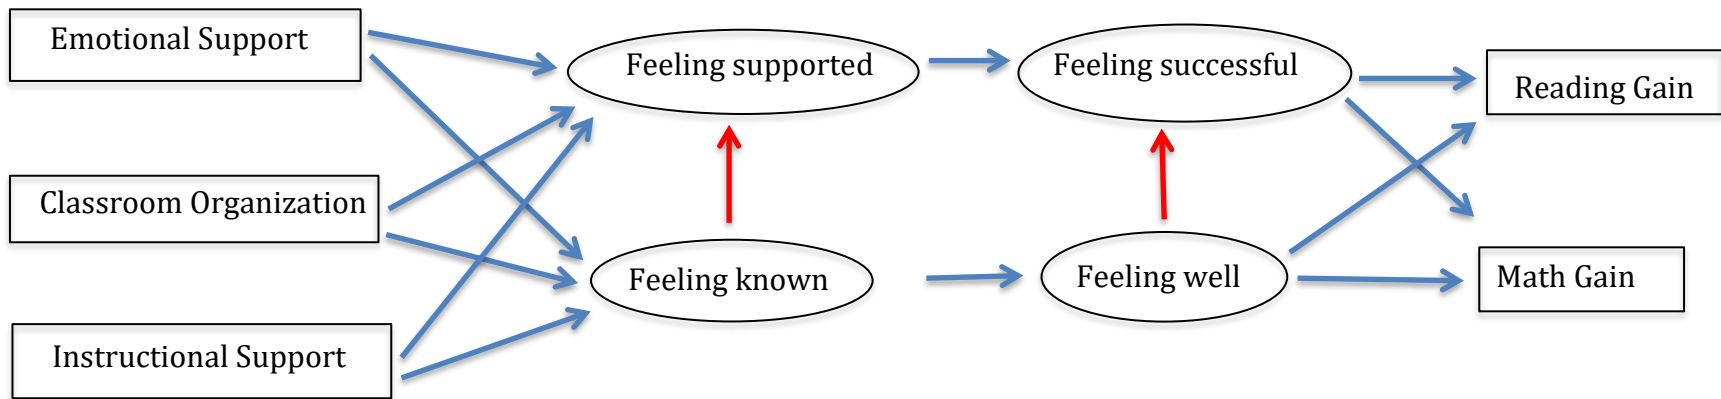 Emotional Support
Feeling supported
Feeling successful
Reading Gain
Classroom Organization
Feeling known
Feeling well
Math Gain
Instructional Support